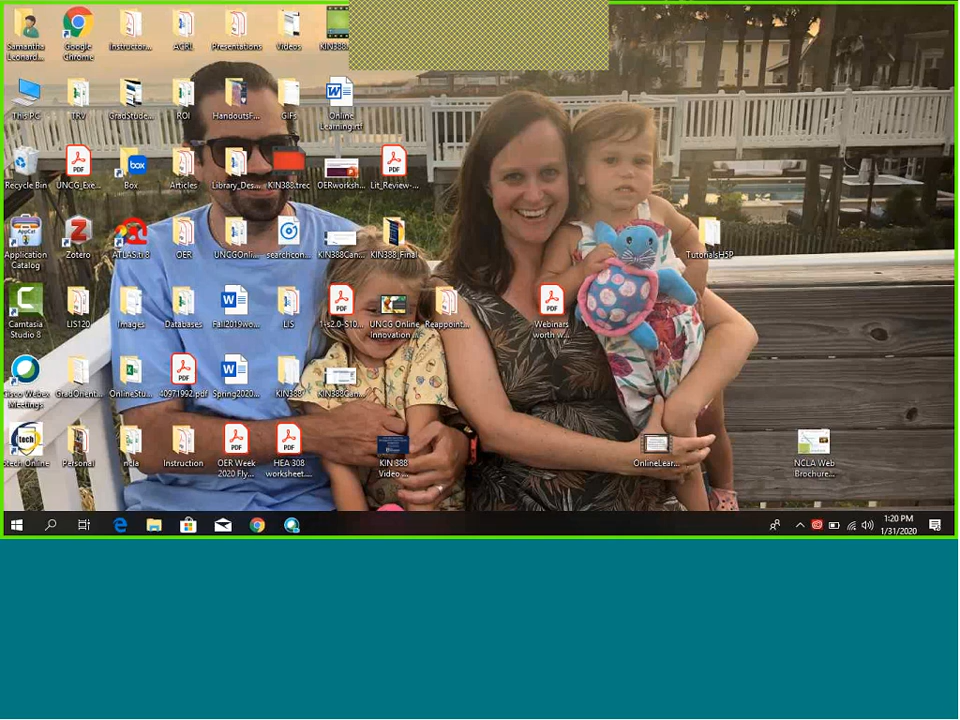 Samantha
Leonard...
Google
Chrome
Instructor...
ACRL
Presentations
Videos
This PC
TRV
GradStude...
ROI
HandoutsF...
GIFs
Online
Learning.rtf
Recycle Bin
UNCG_Exe...
Box
Articles
Library_Des...
KIN388.trec
OERworksh...
Lit_Review-...
Application
Catalog
Zotero
ATLAS.ti 8
OER
UNCGOnli...
searchcon...
KIN388Can...
KIN388_Final
TutorialsH5P
Camtasia
Studio 8
LIS120
Images
Databases
Fall2019wo...
LIS
1-s2.0-S10...
UNCG Online
Innovation ...
Reappoint...
Webinars
worth w...
Cisco Webex
Meetings
GradOrient...
OnlineStu...
40971992.pdf
Spring2020...
KIN388
KIN388Can...
Personal
ncla
Instruction
OER Week
2020 Fly...
HEA 308
worksheet....
KIN 388
Video ...
OnlineLear...
NCLA Web
Brochure...
1:20 PM
1/31/2020